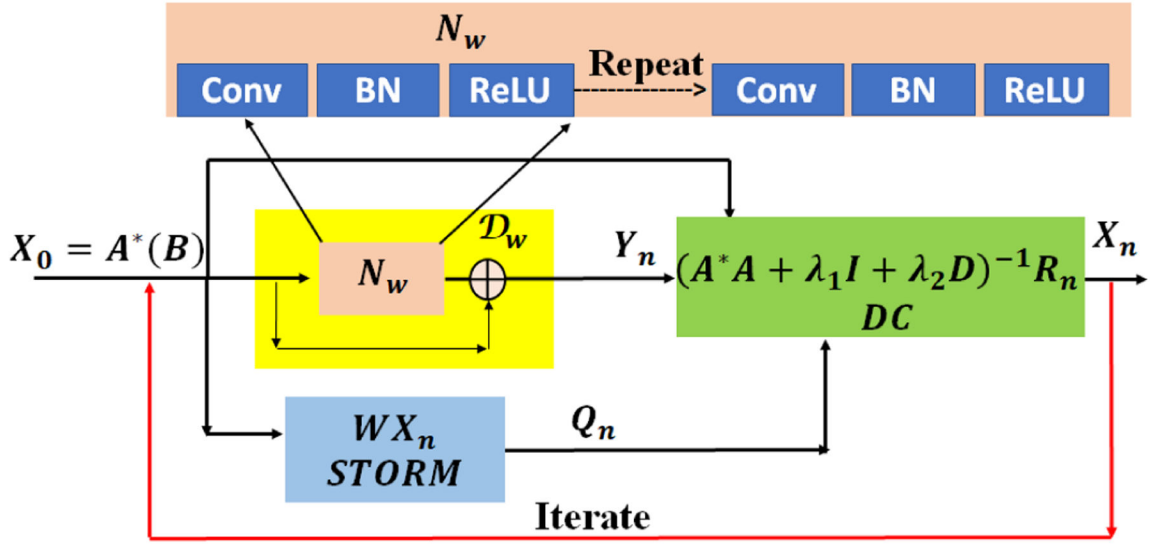 N_w
Conv BN ReLU Repeat Conv BN ReLU
X_0 = A^*(B)
N_w
𝒟_w
Y_n
(A^*A + λ_1I + λ_2D)^{-1}R_n
DC
X_n
WX_n
STORM
Q_n
Iterate